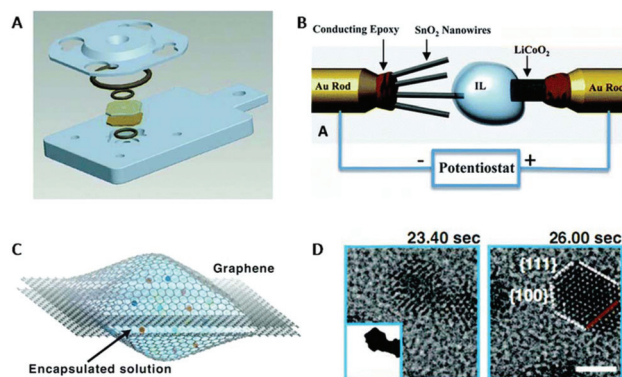 A
B
Conducting Epoxy
SnO₂ Nanowires
LiCoO₂
Au Rod
IL
Au Rod
A
-
Potentiostat
+
C
Graphene
Encapsulated solution
D
23.40 sec
26.00 sec
{111}
{100}